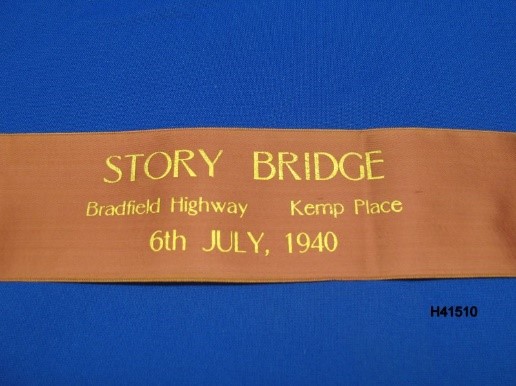 STORY BRIDGE
Bradfield Highway Kemp Place
6th JULY, 1940
H41510